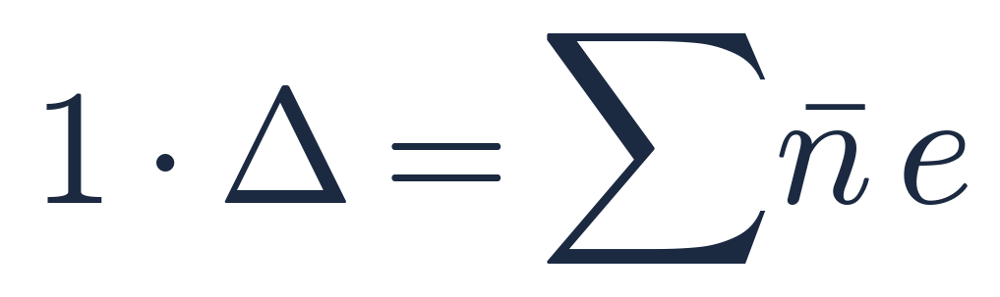 1 · Δ = ∑ n̄ e